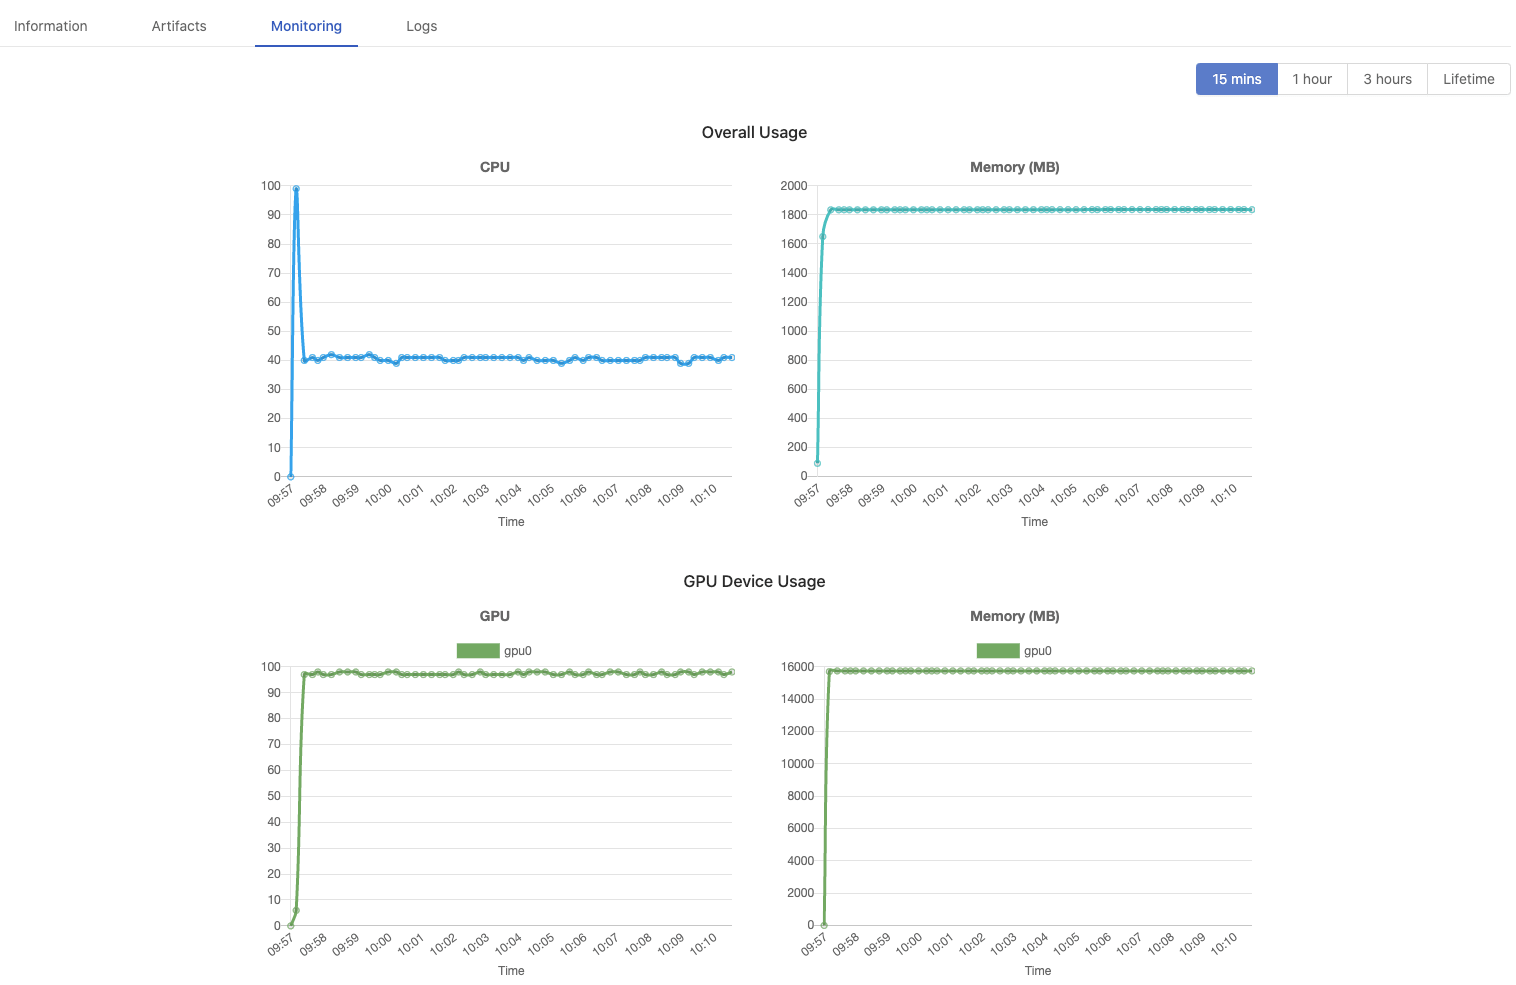 Information Artifacts Monitoring Logs
15 mins 1 hour 3 hours Lifetime
Overall Usage
CPU
100
90
80
70
60
50
40
30
20
10
0
09:57 09:58 09:59 10:00 10:01 10:02 10:03 10:04 10:05 10:06 10:07 10:08 10:09 10:10
Time
Memory (MB)
2000
1800
1600
1400
1200
1000
800
600
400
200
0
09:57 09:58 09:59 10:00 10:01 10:02 10:03 10:04 10:05 10:06 10:07 10:08 10:09 10:10
Time
GPU Device Usage
GPU
gpu0
100
90
80
70
60
50
40
30
20
10
0
09:57 09:58 09:59 10:00 10:01 10:02 10:03 10:04 10:05 10:06 10:07 10:08 10:09 10:10
Time
Memory (MB)
gpu0
16000
14000
12000
10000
8000
6000
4000
2000
0
09:57 09:58 09:59 10:00 10:01 10:02 10:03 10:04 10:05 10:06 10:07 10:08 10:09 10:10
Time